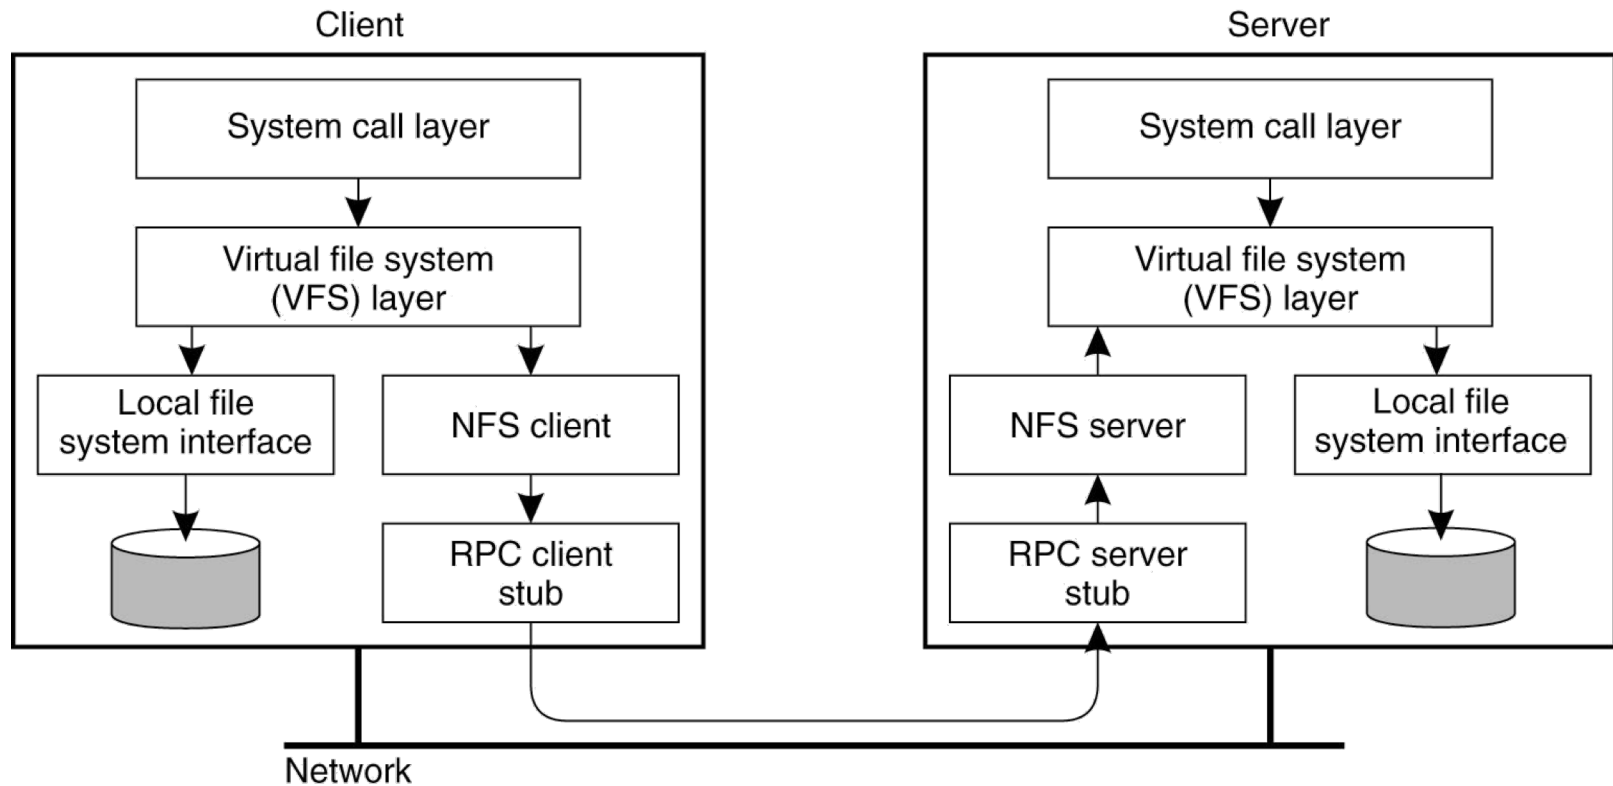 Client
Server
System call layer
System call layer
Virtual file system
(VFS) layer
Virtual file system
(VFS) layer
Local file
system interface
NFS client
NFS server
Local file
system interface
RPC client
stub
RPC server
stub
Network